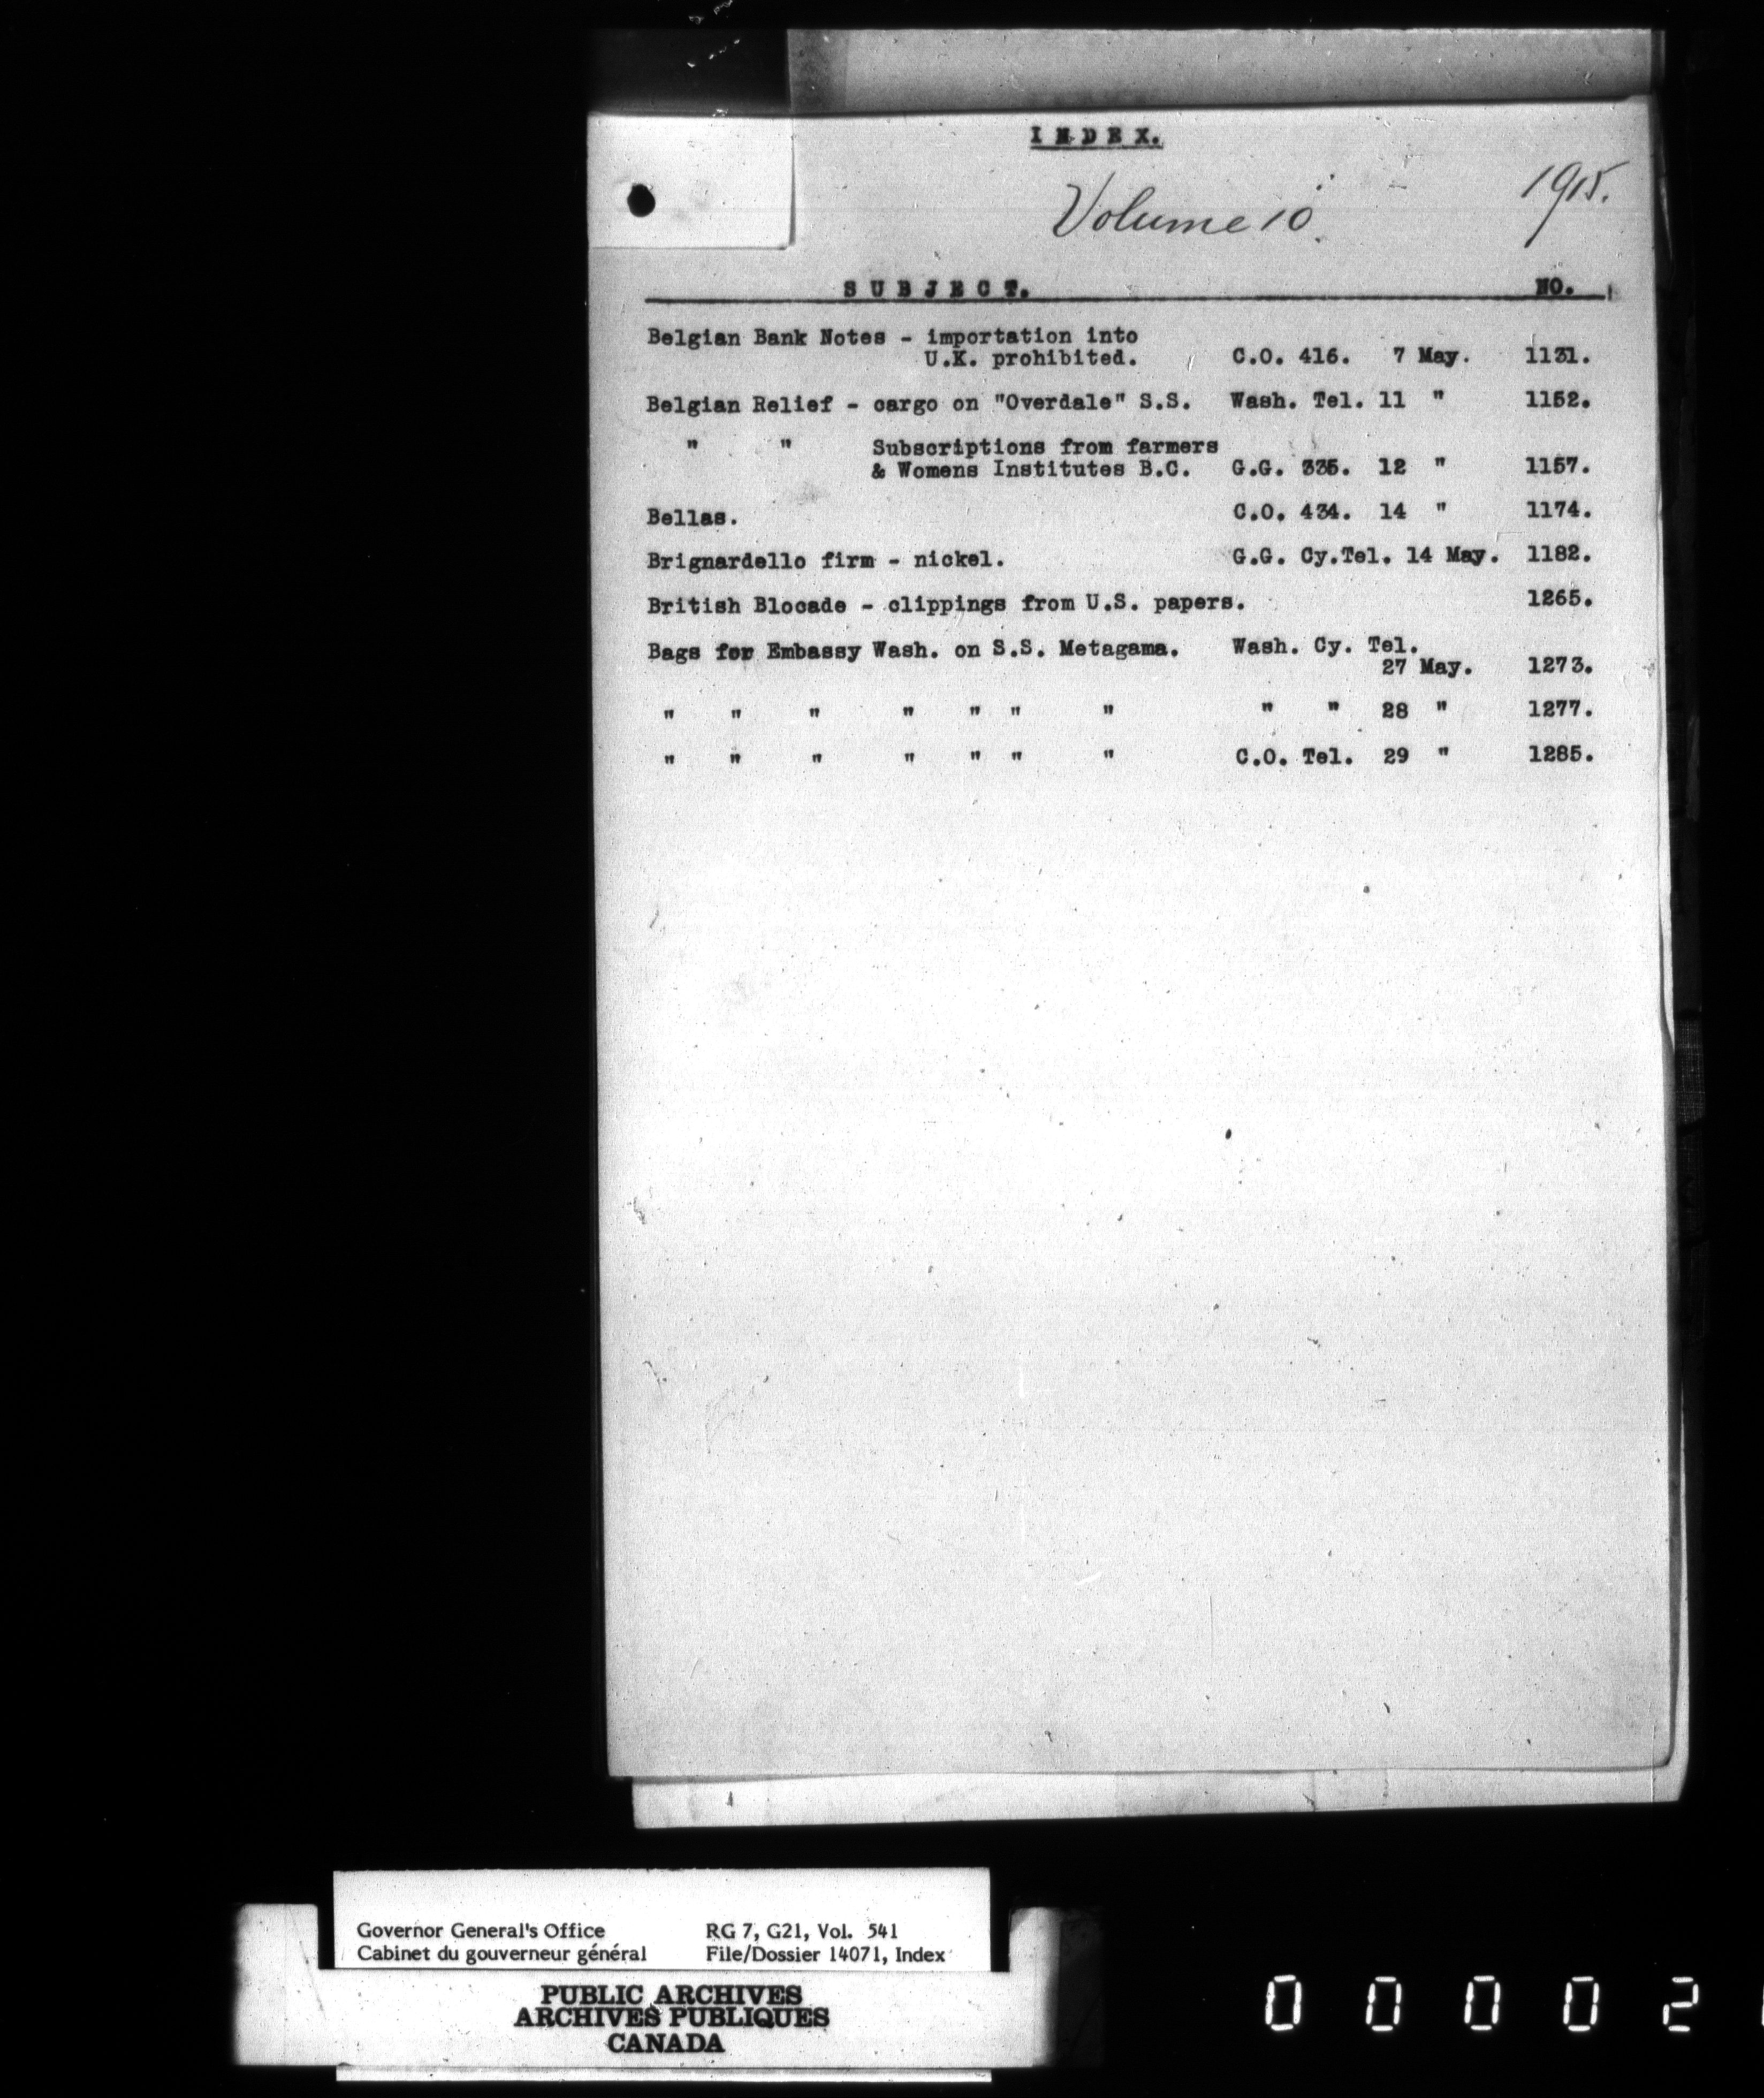 INDEX.
Volume 10. 1915.
SUBJECT. NO.
Belgian Bank Notes - importation into
U.K. prohibited. C.O. 416. 7 May. 1131.
Belgian Relief - cargo on "Overdale" S.S. Wash. Tel. 11 " 1152.
" " Subscriptions from farmers
& Womens Institutes B.C. G.G. 335. 12 " 1157.
Bellas. C.O. 434. 14 " 1174.
Brignardello firm - nickel. G.G. Cy.Tel. 14 May. 1182.
British Blocade - clippings from U.S. papers. 1265.
Bags for Embassy Wash. on S.S. Metagama. Wash. Cy. Tel.
27 May. 1273.
" " " " " " " " " 28 " 1277.
" " " " " " " C.O. Tel. 29 " 1285.
Governor General's Office RG 7, G21, Vol. 541
Cabinet du gouverneur général File/Dossier 14071, Index
PUBLIC ARCHIVES
ARCHIVES PUBLIQUES
CANADA
00002